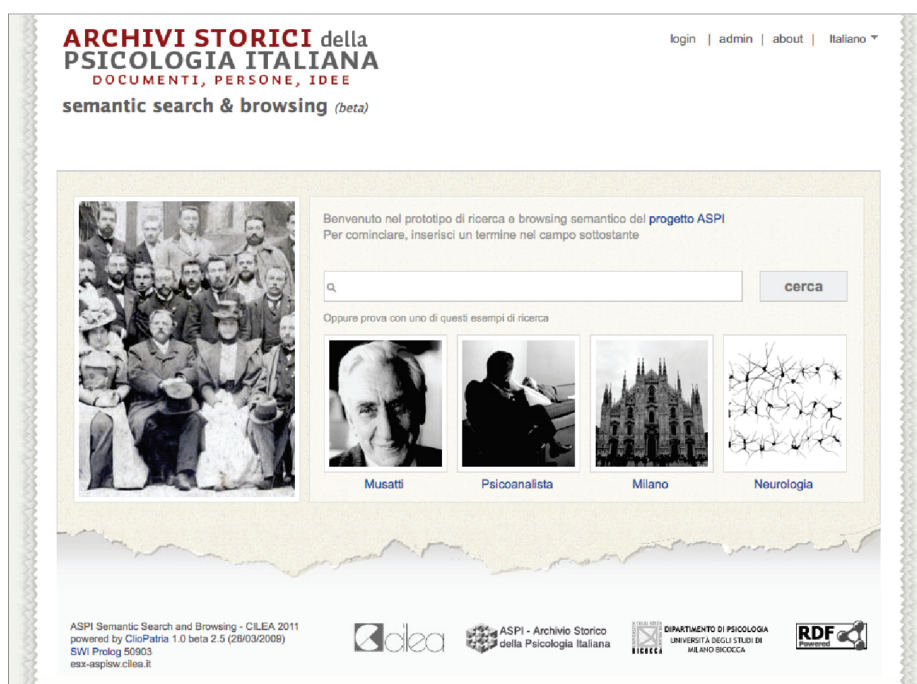 ARCHIVI STORICI della
PSICOLOGIA ITALIANA
DOCUMENTI, PERSONE, IDEE
semantic search & browsing (beta)
login | admin | about | Italiano
Benvenuto nel prototipo di ricerca e browsing semantico del progetto ASPI
Per cominciare, inserisci un termine nel campo sottostante
cerca
Oppure prova con uno di questi esempi di ricerca
Musatti
Psicoanalista
Milano
Neurologia
ASPI Semantic Search and Browsing - CILEA 2011
powered by ClioPatria 1.0 beta 2.5 (26/03/2009)
SWI Prolog 50903
esx-aspisw.cilea.it
cilea
ASPI - Archivio Storico
della Psicologia Italiana
BICOCCA
DIPARTIMENTO DI PSICOLOGIA
UNIVERSITÀ DEGLI STUDI DI
MILANO BICOCCA
RDF
Powered